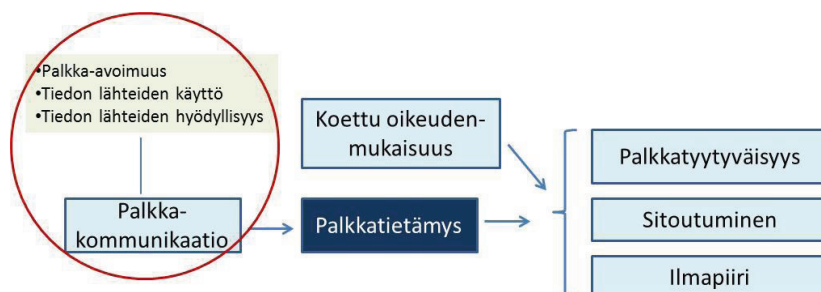 •Palkka-avoimuus
•Tiedon lähteiden käyttö
•Tiedon lähteiden hyödyllisyys
Palkka-
kommunikaatio
Koettu oikeuden-
mukaisuus
Palkkatietämys
Palkkatyytyväisyys
Sitoutuminen
Ilmapiiri